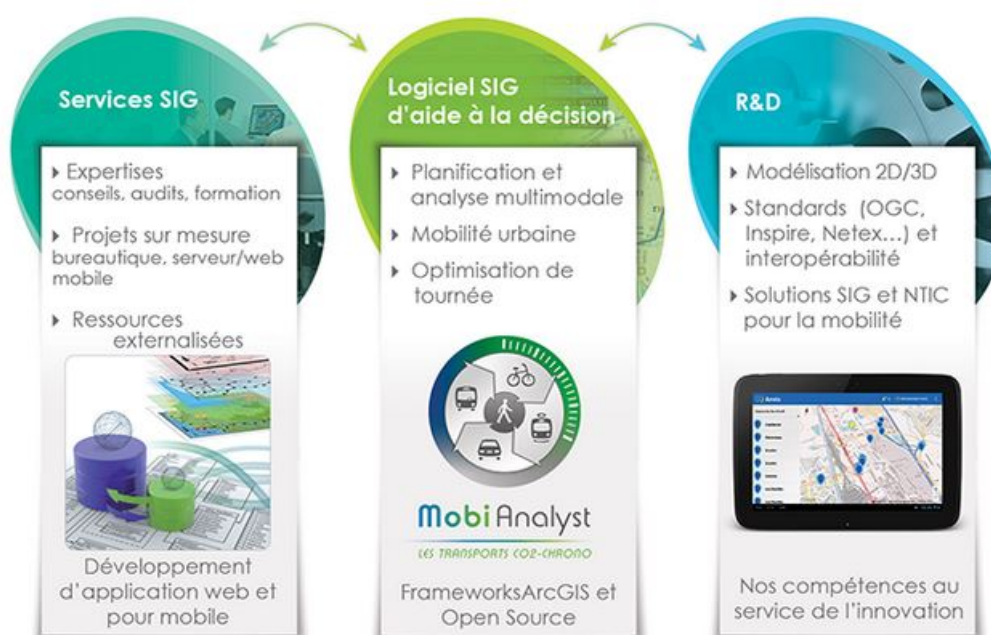 Services SIG
▸ Expertises
conseils, audits, formation
▸ Projets sur mesure
bureautique, serveur/web
mobile
▸ Ressources
externalisées
Développement
d'application web et
pour mobile
Logiciel SIG
d'aide à la décision
▸ Planification et
analyse multimodale
▸ Mobilité urbaine
▸ Optimisation de
tournée
Mobi Analyst
LES TRANSPORTS CO2-CHRONO
FrameworksArcGIS et
Open Source
R&D
▸ Modélisation 2D/3D
▸ Standards (OGC,
Inspire, Netex...) et
interopérabilité
▸ Solutions SIG et NTIC
pour la mobilité
Nos compétences au
service de l'innovation